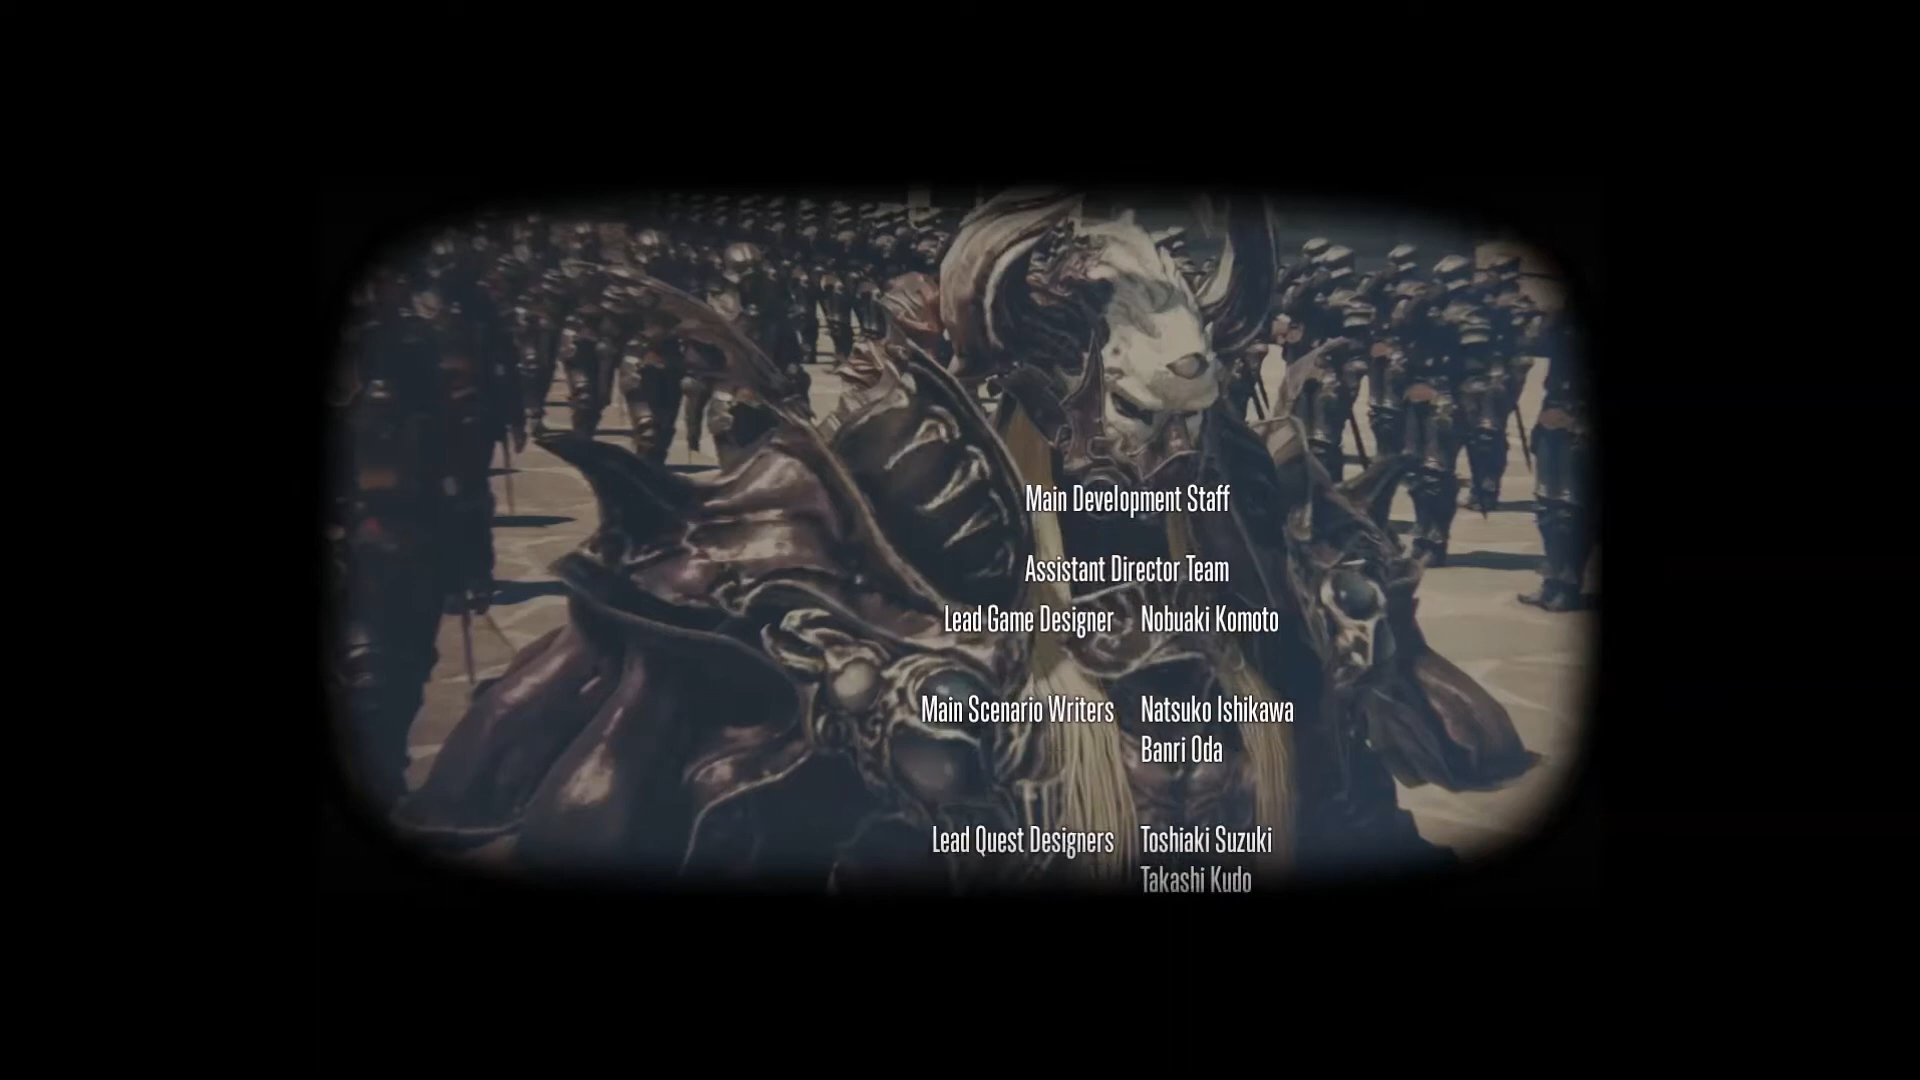 Main Development Staff
Assistant Director Team
Lead Game Designer Nobuaki Komoto
Main Scenario Writers Natsuko Ishikawa
Banri Oda
Lead Quest Designers Toshiaki Suzuki
Takashi Kudo